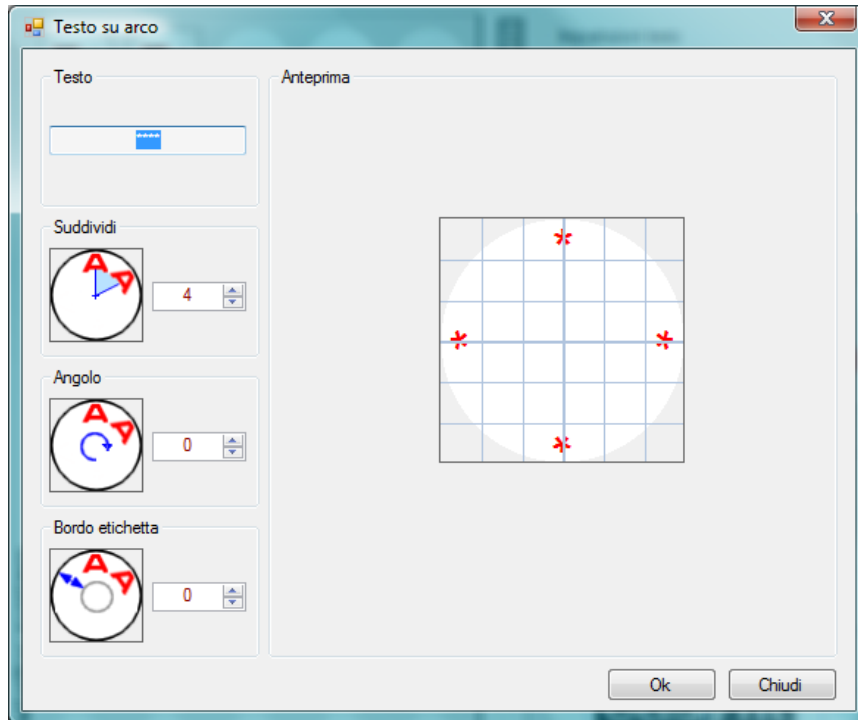 Testo su arco
Testo
****
Suddividi
A A
4
Angolo
A A
0
Bordo etichetta
A A
0
Anteprima
*
* *
*
Ok
Chiudi